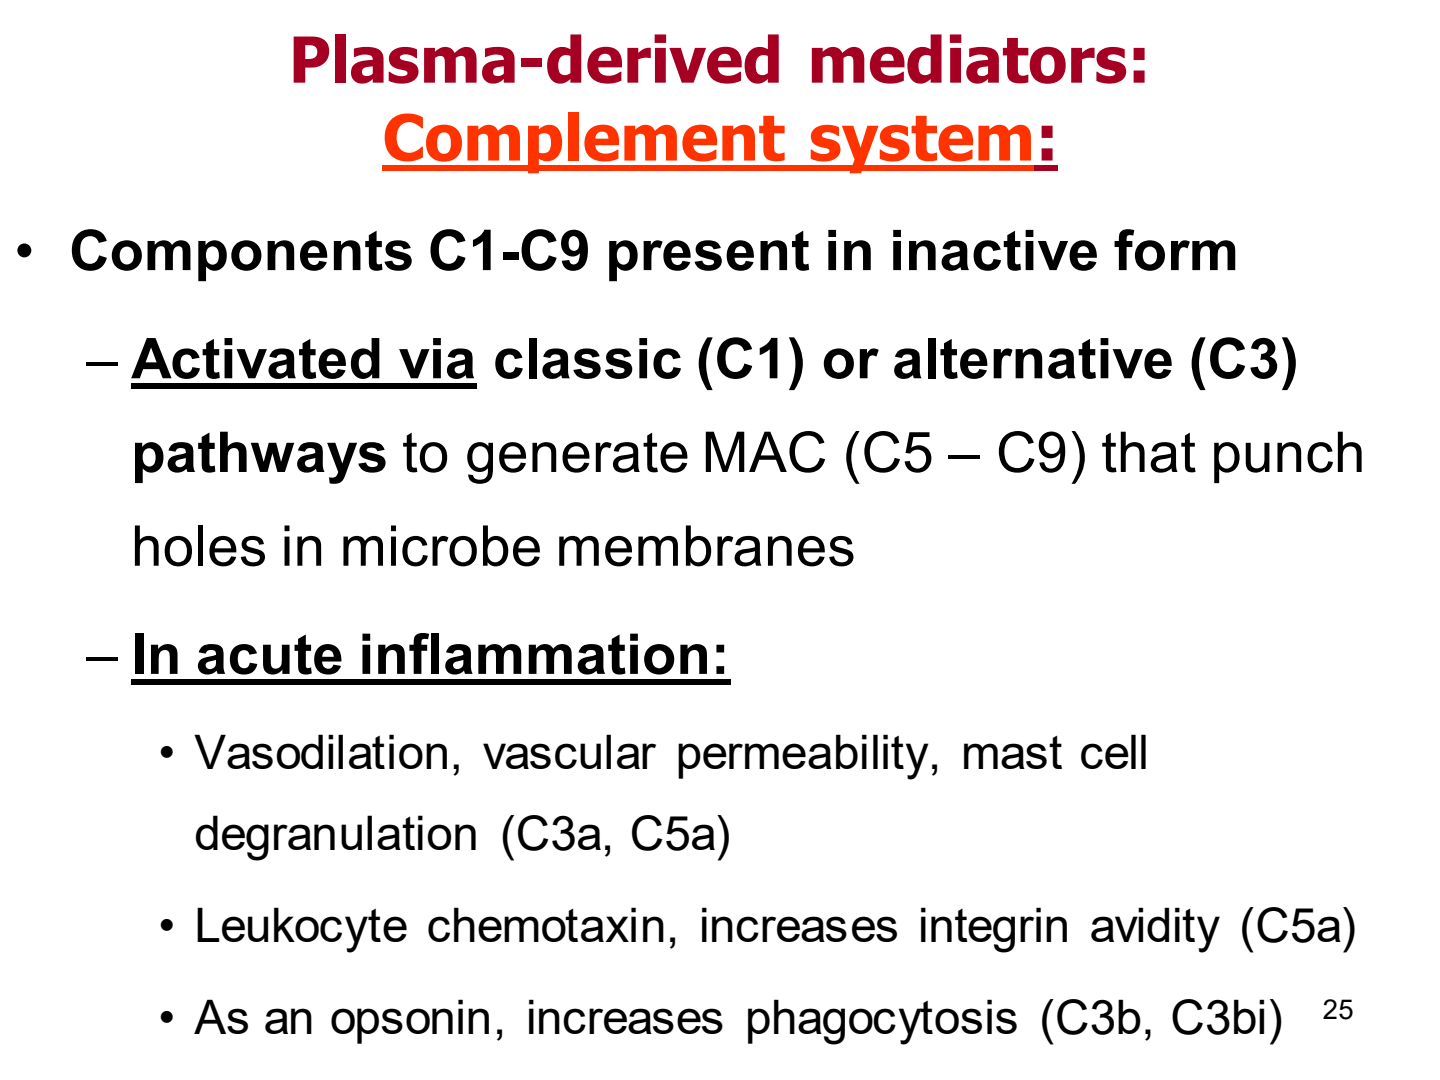 Plasma-derived mediators:
Complement system:
• Components C1-C9 present in inactive form
– Activated via classic (C1) or alternative (C3)
pathways to generate MAC (C5 – C9) that punch
holes in microbe membranes
– In acute inflammation:
• Vasodilation, vascular permeability, mast cell
degranulation (C3a, C5a)
• Leukocyte chemotaxin, increases integrin avidity (C5a)
• As an opsonin, increases phagocytosis (C3b, C3bi)
25